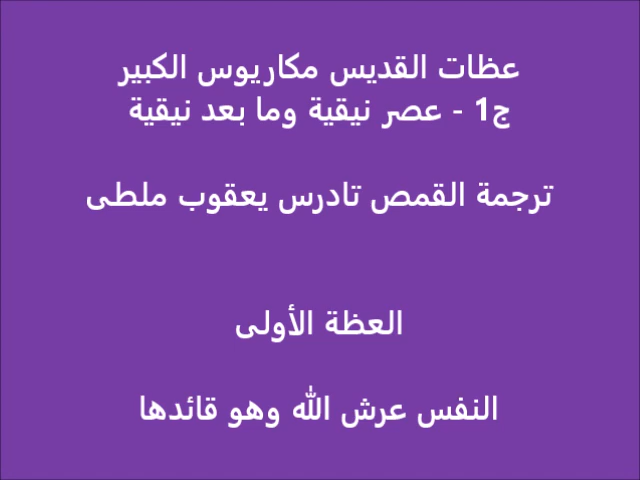 عظات القديس مكاريوس الكبير
ج1 - عصر نيقية وما بعد نيقية
ترجمة القمص تادرس يعقوب ملطى
العظة الأولى
النفس عرش الله وهو قائدها